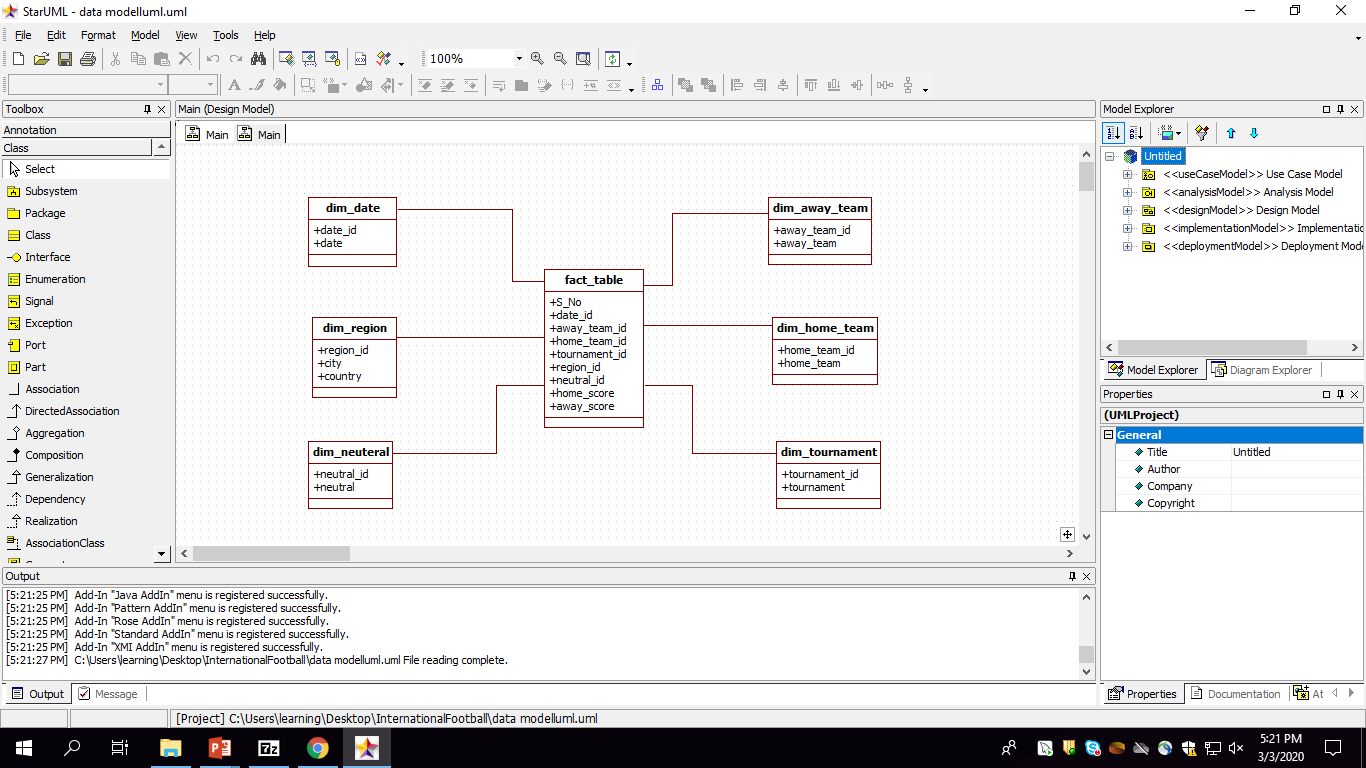 StarUML - data modelluml.uml
File Edit Format Model View Tools Help
100%
Toolbox
Annotation
Class
Select
Subsystem
Package
Class
Interface
Enumeration
Signal
Exception
Port
Part
Association
DirectedAssociation
Aggregation
Composition
Generalization
Dependency
Realization
AssociationClass
Main (Design Model)
Main Main
dim_date
+date_id
+date
dim_region
+region_id
+city
+country
dim_neuteral
+neutral_id
+neutral
fact_table
+S_No
+date_id
+away_team_id
+home_team_id
+tournament_id
+region_id
+neutral_id
+home_score
+away_score
dim_away_team
+away_team_id
+away_team
dim_home_team
+home_team_id
+home_team
dim_tournament
+tournament_id
+tournament
Model Explorer
Untitled
<<useCaseModel>> Use Case Model
<<analysisModel>> Analysis Model
<<designModel>> Design Model
<<implementationModel>> Implementatio
<<deploymentModel>> Deployment Mode
Model Explorer Diagram Explorer
Properties
(UMLProject)
General
Title Untitled
Author
Company
Copyright
Properties Documentation At
Output
[5:21:25 PM] Add-In "Java AddIn" menu is registered successfully.
[5:21:25 PM] Add-In "Pattern AddIn" menu is registered successfully.
[5:21:25 PM] Add-In "Rose AddIn" menu is registered successfully.
[5:21:25 PM] Add-In "Standard AddIn" menu is registered successfully.
[5:21:25 PM] Add-In "XMI AddIn" menu is registered successfully.
[5:21:27 PM] C:\Users\learning\Desktop\InternationalFootball\data modelluml.uml File reading complete.
Output Message
[Project] C:\Users\learning\Desktop\InternationalFootball\data modelluml.uml
5:21 PM
3/3/2020